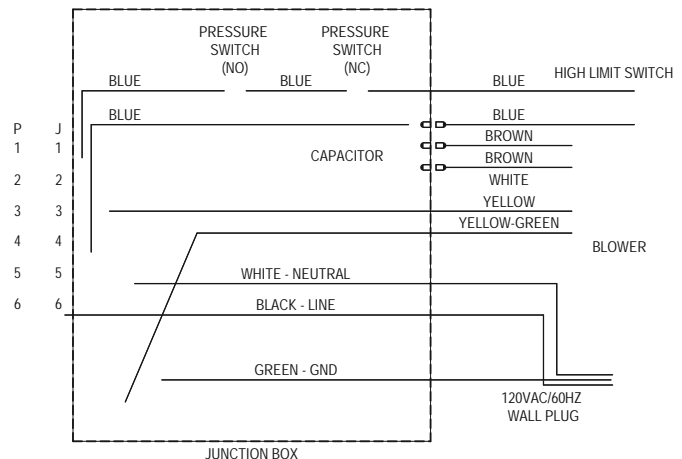 PRESSURE
SWITCH
(NO)
PRESSURE
SWITCH
(NC)
BLUE
BLUE
BLUE
HIGH LIMIT SWITCH
BLUE
BLUE
P
J
BROWN
1
1
CAPACITOR
BROWN
2
2
WHITE
3
3
YELLOW
YELLOW-GREEN
4
4
BLOWER
5
5
WHITE - NEUTRAL
6
6
BLACK - LINE
GREEN - GND
120VAC/60HZ
WALL PLUG
JUNCTION BOX